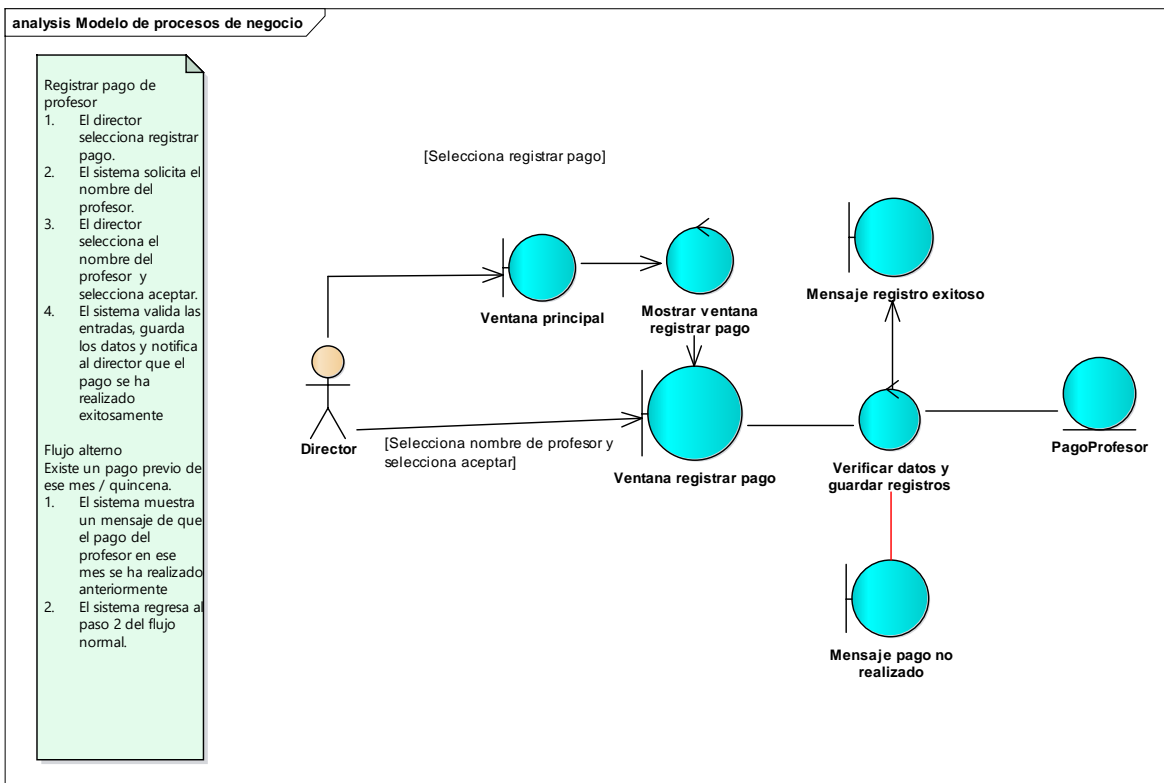 analysis Modelo de procesos de negocio
Registrar pago de
profesor
1. El director
selecciona registrar
pago.
2. El sistema solicita el
nombre del
profesor.
3. El director
selecciona el
nombre del
profesor y
selecciona aceptar.
4. El sistema valida las
entradas, guarda
los datos y notifica
al director que el
pago se ha
realizado
exitosamente
Flujo alterno
Existe un pago previo de
ese mes / quincena.
1. El sistema muestra
un mensaje de que
el pago del
profesor en ese
mes se ha realizado
anteriormente
2. El sistema regresa al
paso 2 del flujo
normal.
[Selecciona registrar pago]
Ventana principal
Mostrar ventana
registrar pago
Mensaje registro exitoso
Director
[Selecciona nombre de profesor y
selecciona aceptar]
Ventana registrar pago
Verificar datos y
guardar registros
PagoProfesor
Mensaje pago no
realizado